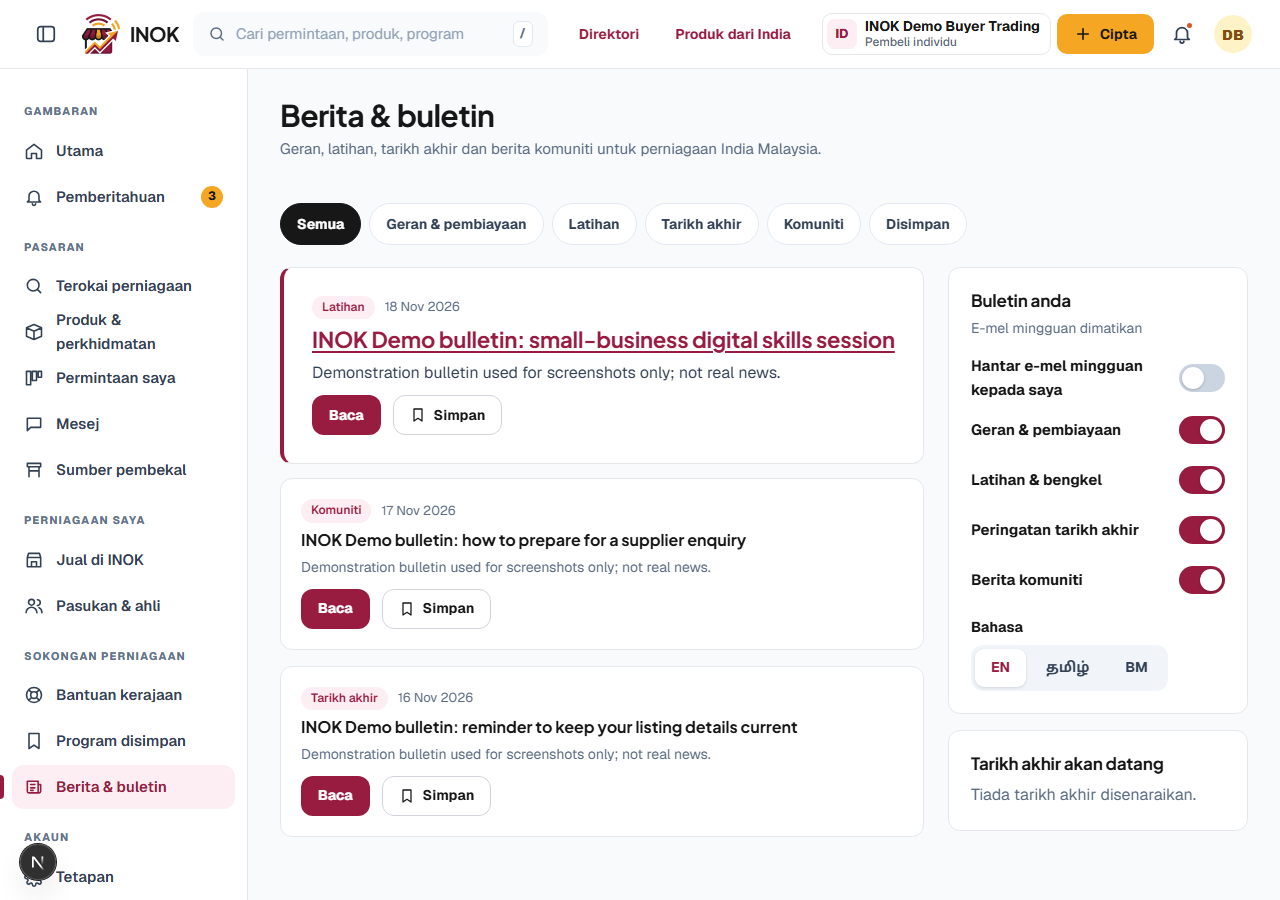 INOK
Cari permintaan, produk, program
/
Direktori
Produk dari India
ID
INOK Demo Buyer Trading
Pembeli individu
Cipta
DB
GAMBARAN
Utama
Pemberitahuan
3
PASARAN
Terokai perniagaan
Produk &
perkhidmatan
Permintaan saya
Mesej
Sumber pembekal
PERNIAGAAN SAYA
Jual di INOK
Pasukan & ahli
SOKONGAN PERNIAGAAN
Bantuan kerajaan
Program disimpan
Berita & buletin
AKAUN
N
Tetapan
Berita & buletin
Geran, latihan, tarikh akhir dan berita komuniti untuk perniagaan India Malaysia.
Semua
Geran & pembiayaan
Latihan
Tarikh akhir
Komuniti
Disimpan
Latihan
18 Nov 2026
INOK Demo bulletin: small-business digital skills session
Demonstration bulletin used for screenshots only; not real news.
Baca
Simpan
Komuniti
17 Nov 2026
INOK Demo bulletin: how to prepare for a supplier enquiry
Demonstration bulletin used for screenshots only; not real news.
Baca
Simpan
Tarikh akhir
16 Nov 2026
INOK Demo bulletin: reminder to keep your listing details current
Demonstration bulletin used for screenshots only; not real news.
Baca
Simpan
Buletin anda
E-mel mingguan dimatikan
Hantar e-mel mingguan
kepada saya
Geran & pembiayaan
Latihan & bengkel
Peringatan tarikh akhir
Berita komuniti
Bahasa
EN
தமிழ்
BM
Tarikh akhir akan datang
Tiada tarikh akhir disenaraikan.